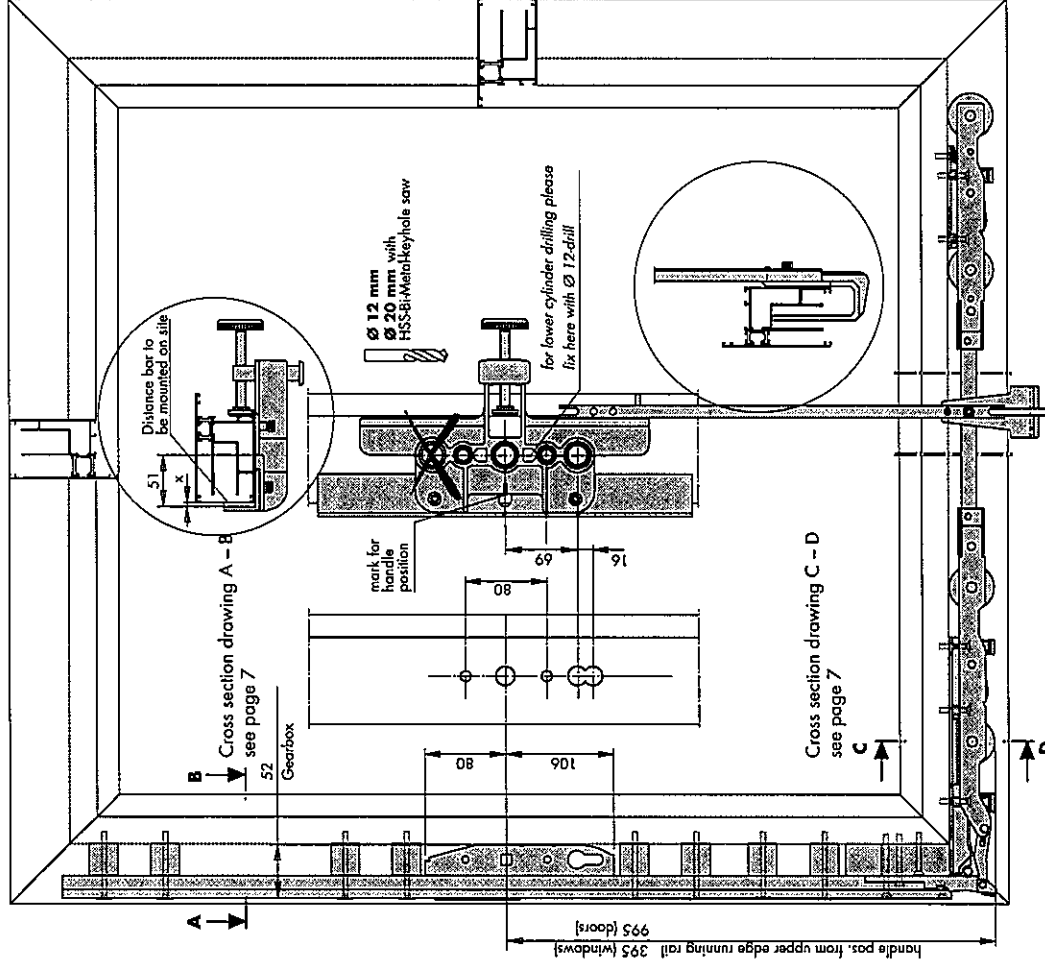 Distance bar to
be mounted on site
51
x
Ø 12 mm
Ø 20 mm with
HSS-Bi-Metal-keyhole saw
for lower cylinder drilling please
fix here with Ø 12-drill
mark for
handle
position
69
16
80
Cross section drawing A – B
see page 7
B
52
Gearbox
80
106
A
Cross section drawing C – D
see page 7
C
D
handle pos. from upper edge running rail 395 (windows)
995 (doors)